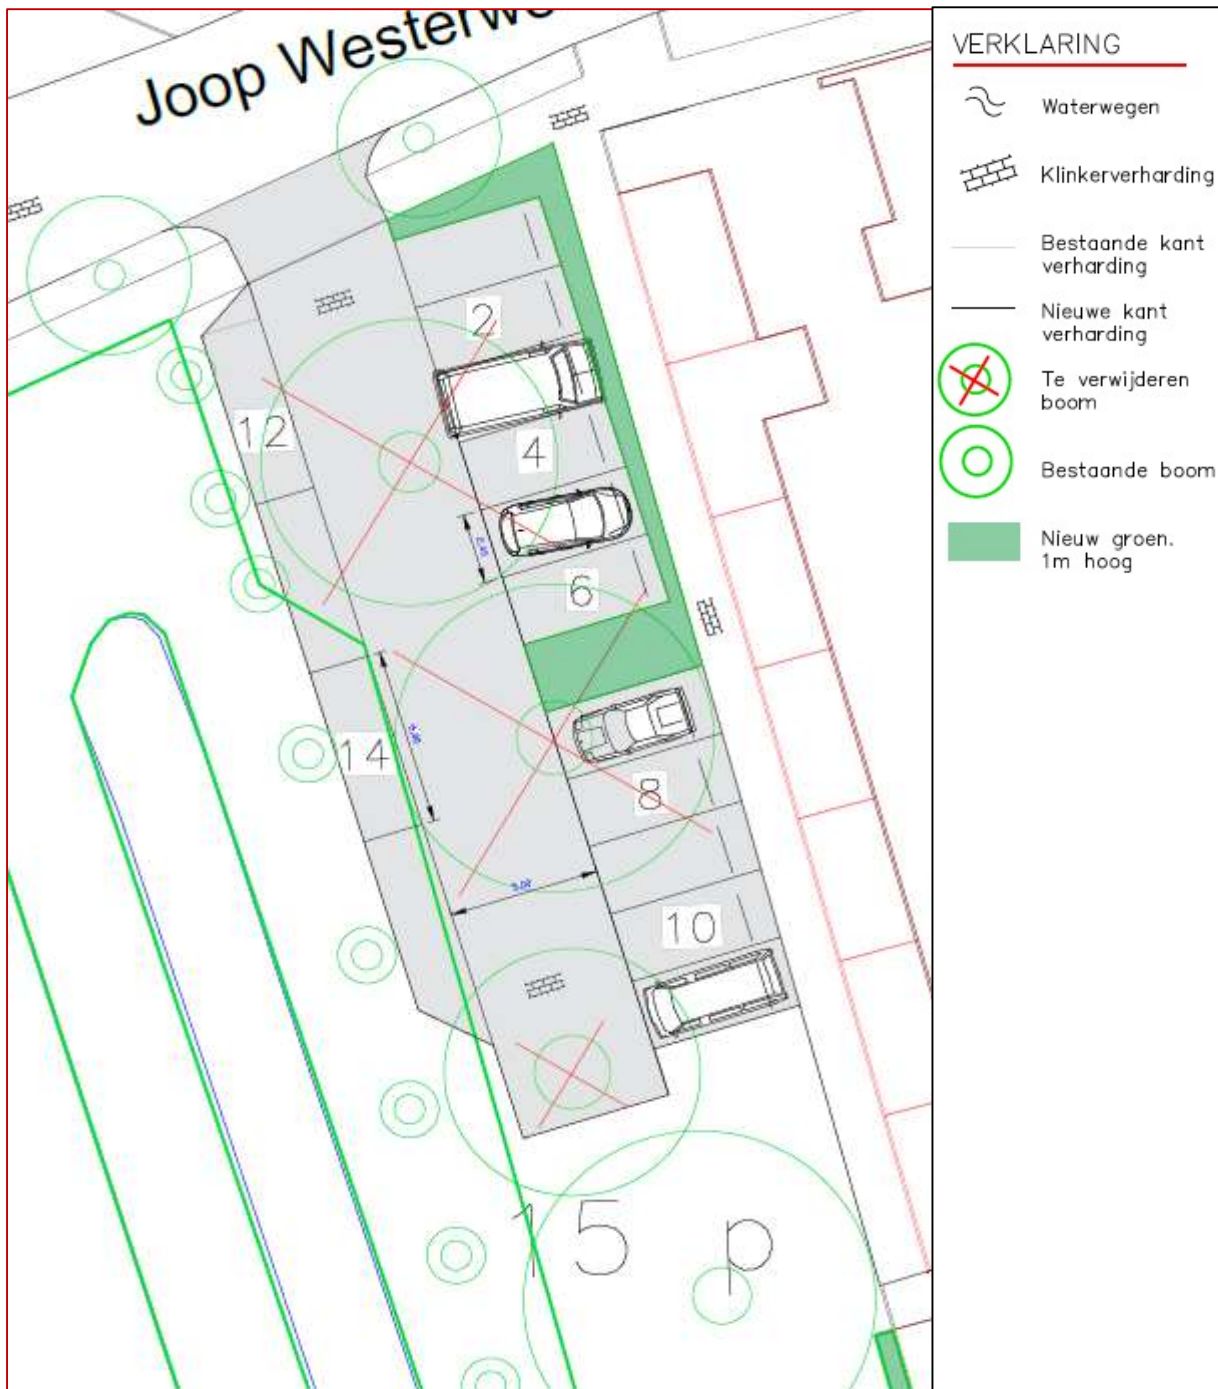 Joop Westerw
2
12
4
6
14
8
10
15 p
VERKLARING
Waterwegen
Klinkerverharding
Bestaande kant
verharding
Nieuwe kant
verharding
Te verwijderen
boom
Bestaande boom
Nieuw groen.
1m hoog